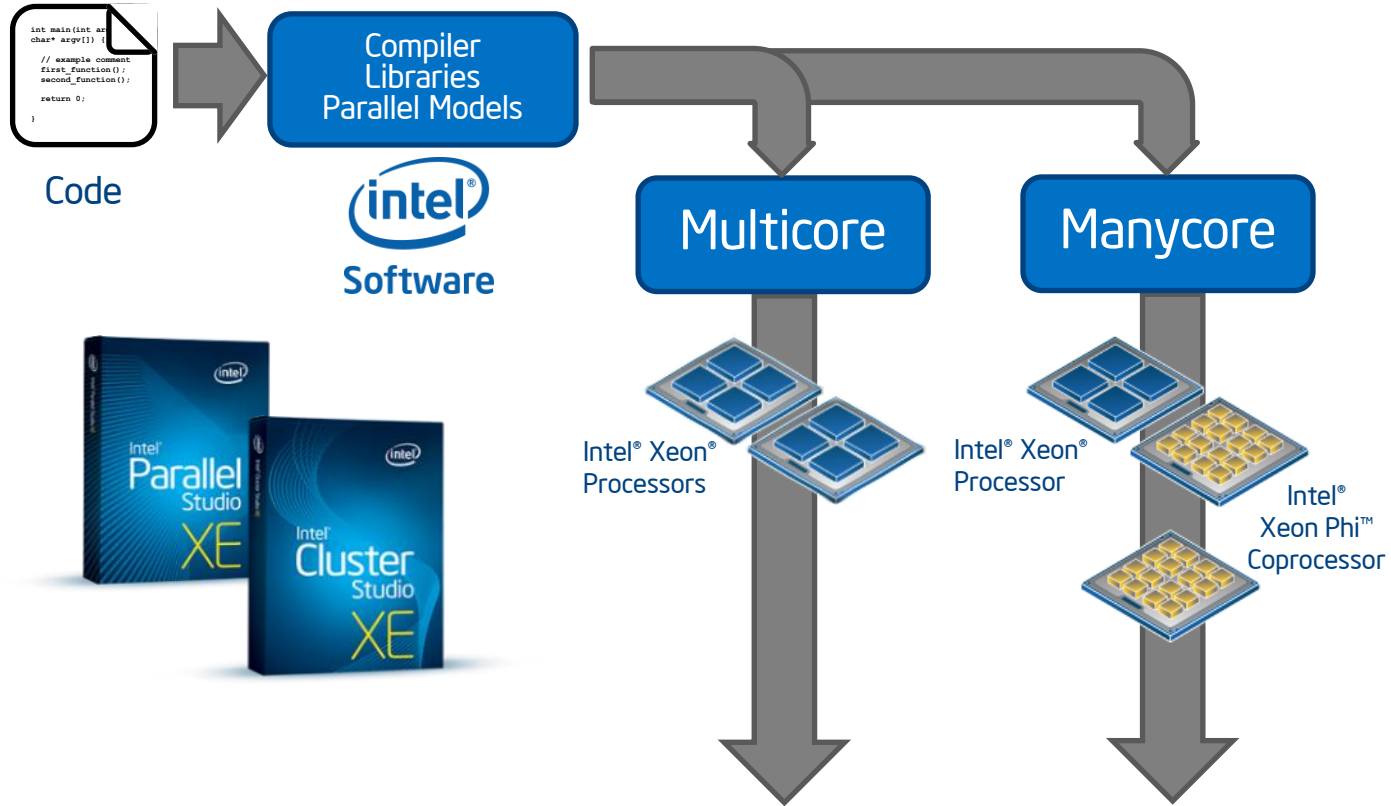 int main(int ar
char* argv[]) {
// example comment
first_function();
second_function();
return 0;
}
Code
Compiler
Libraries
Parallel Models
intel®
Software
Multicore
Manycore
Intel® Xeon®
Processors
Intel® Xeon®
Processor
Intel®
Xeon Phi™
Coprocessor
intel
Intel®
Parallel
Studio
XE
intel
Intel®
Cluster
Studio
XE